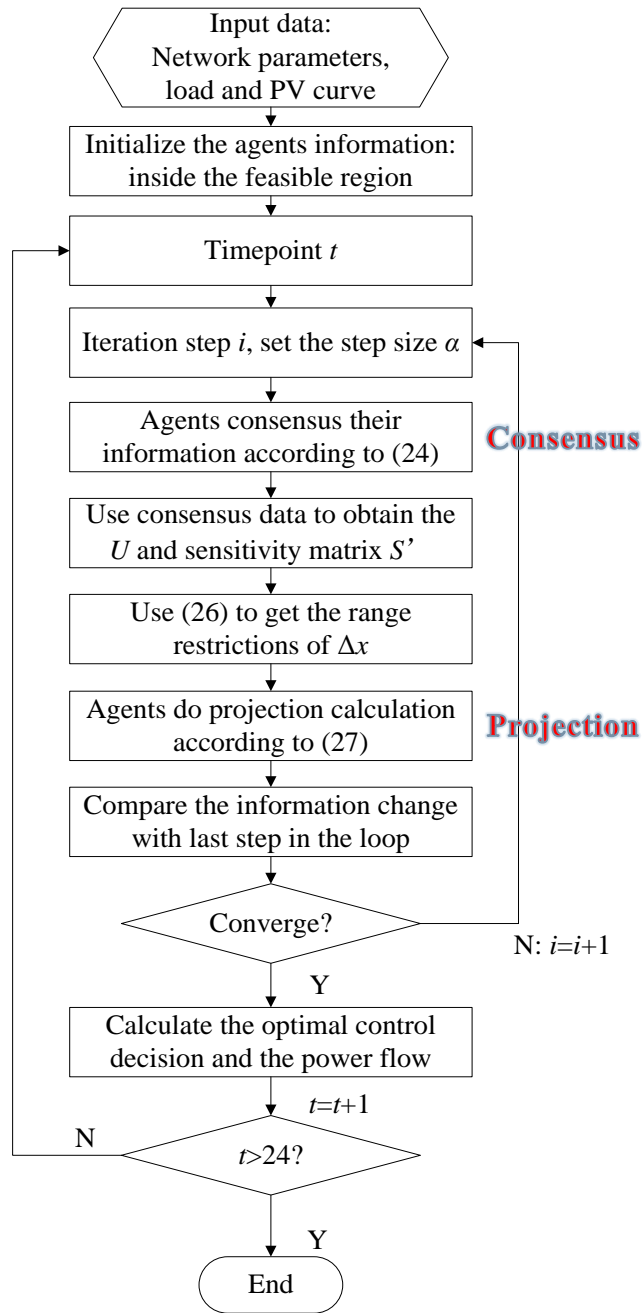 Input data:
Network parameters,
load and PV curve
Initialize the agents information:
inside the feasible region
Timepoint t
Iteration step i, set the step size α
Agents consensus their
information according to (24)
Consensus
Use consensus data to obtain the
U and sensitivity matrix S’
Use (26) to get the range
restrictions of Δx
Agents do projection calculation
according to (27)
Projection
Compare the information change
with last step in the loop
Converge?
N: i=i+1
Y
Calculate the optimal control
decision and the power flow
t=t+1
N
t>24?
Y
End